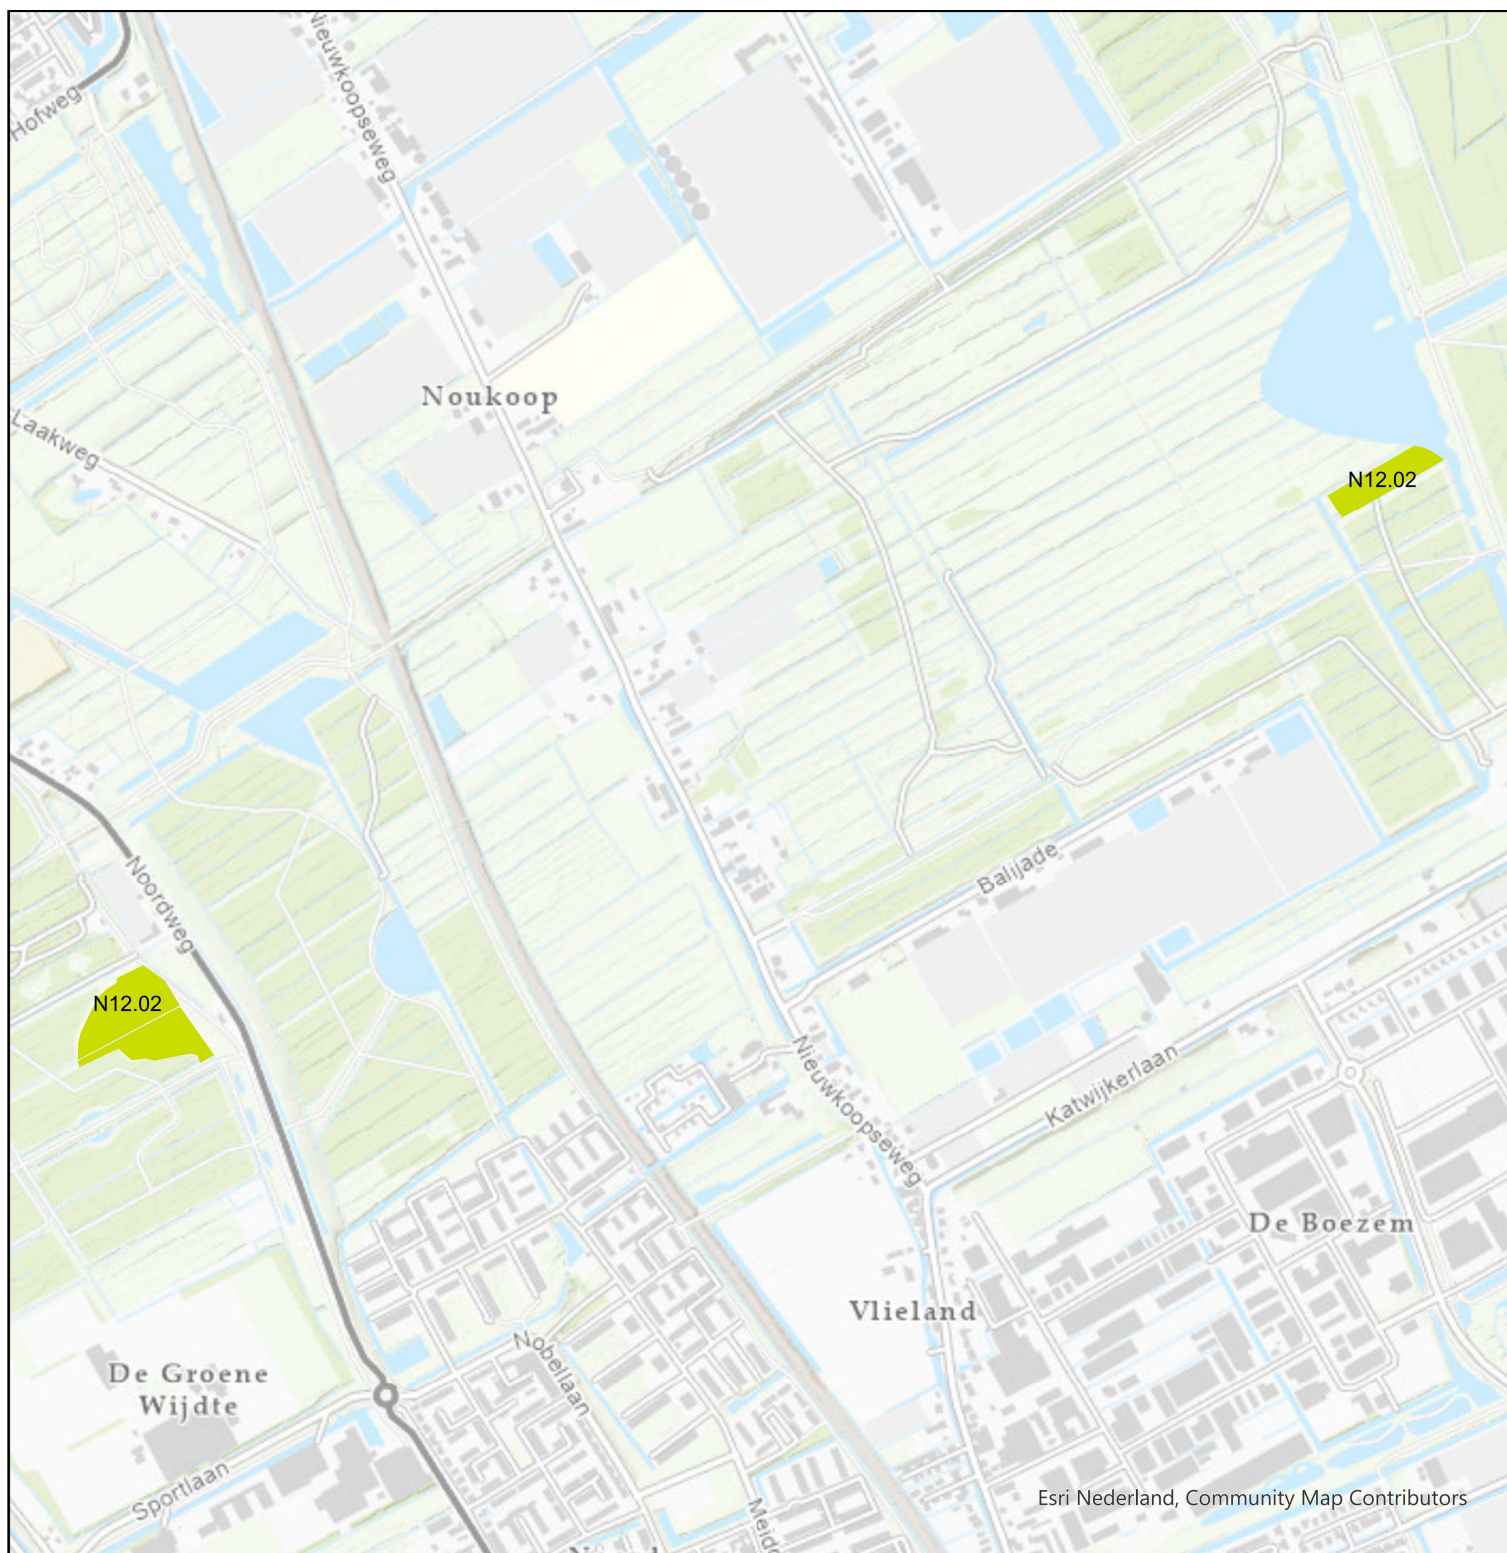 Nieuwkoopseweg
Hofweg
Noukoop
Laakweg
N12.02
Balijade
Noordweg
N12.02
Nieuwkoopseweg
Katwijkerlaan
De Boezem
Vlieland
Nobellaan
De Groene
Wijdte
Sportlaan
Esri Nederland, Community Map Contributors